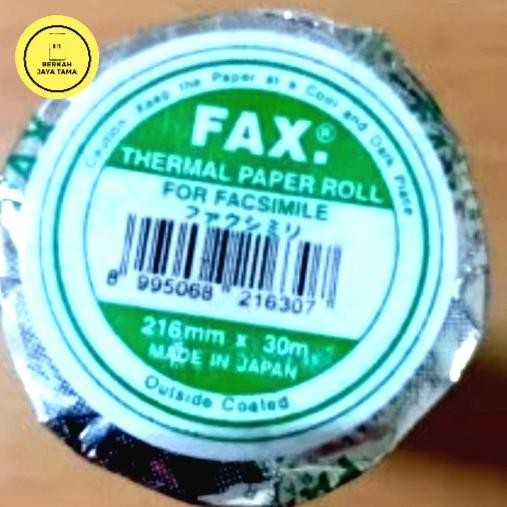 BERKAH
JAYA TAMA
Caution: Keep the Paper at a Cool and Dark Place
FAX.®
THERMAL PAPER ROLL
FOR FACSIMILE
ファクシミリ
8 995068 216307
216mm x 30m
MADE IN JAPAN
Outside Coated